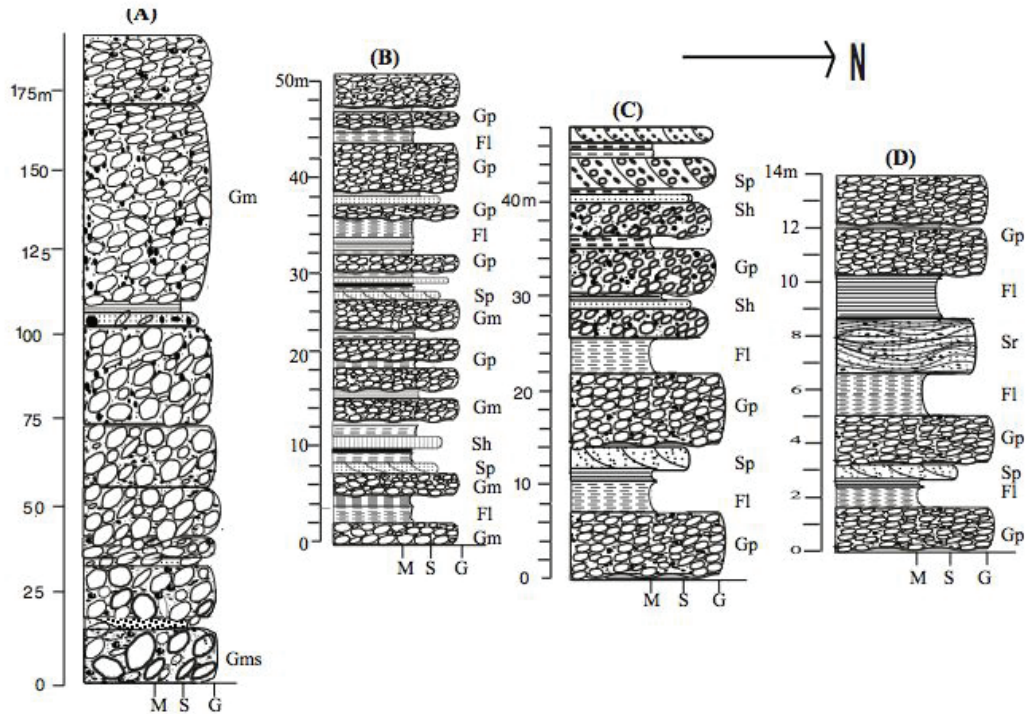 (A)
175m
150
125
100
75
50
25
0
Gm
Gms
M S G
(B)
50m
40
30
20
10
0
Gp
Fl
Gp
Gp
Fl
Gp
Sp
Gm
Gp
Gm
Sh
Sp
Gm
Fl
Gm
M S G
N
(C)
40m
30
20
10
0
Sp
Sh
Gp
Sh
Fl
Gp
Sp
Fl
Gp
M S G
(D)
14m
12
10
8
6
4
2
0
Gp
Fl
Sr
Fl
Gp
Sp
Fl
Gp
M S G